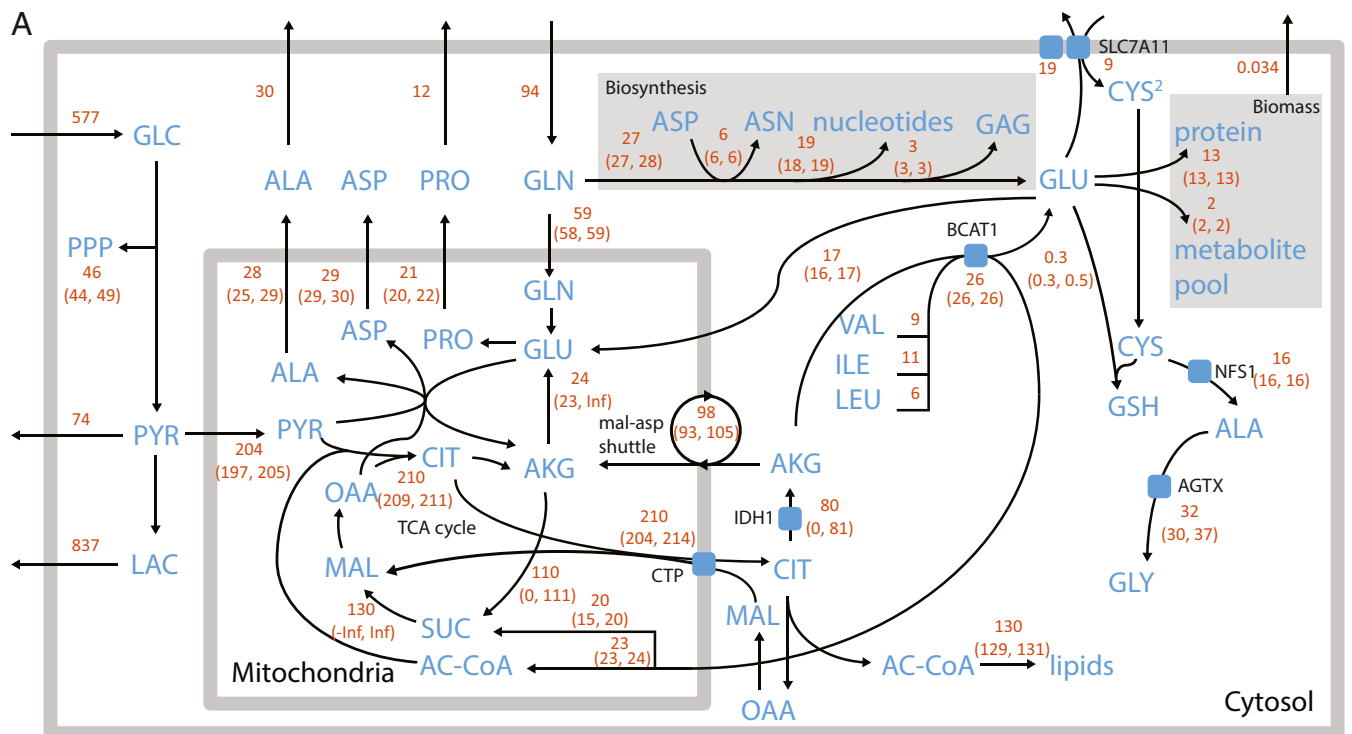 A
SLC7A11
30
12
94
19
9
0.034
CYS²
Biosynthesis
Biomass
577
GLC
ASP
ASN
nucleotides
GAG
protein
27
(27, 28)
6
(6, 6)
19
(18, 19)
3
(3, 3)
13
(13, 13)
ALA
ASP
PRO
GLN
GLU
2
(2, 2)
59
(58, 59)
BCAT1
PPP
46
(44, 49)
metabolite
pool
28
(25, 29)
29
(29, 30)
21
(20, 22)
17
(16, 17)
26
(26, 26)
0.3
(0.3, 0.5)
GLN
ASP
PRO
GLU
VAL
9
CYS
ALA
ILE
11
NFS1
16
(16, 16)
24
(23, Inf)
LEU
6
GSH
98
(93, 105)
mal-asp
shuttle
74
PYR
PYR
ALA
204
(197, 205)
CIT
AKG
AKG
OAA
210
(209, 211)
AGTX
32
(30, 37)
TCA cycle
210
(204, 214)
IDH1
80
(0, 81)
837
LAC
MAL
CTP
CIT
GLY
110
(0, 111)
130
(-Inf, Inf)
20
(15, 20)
MAL
SUC
23
(23, 24)
130
(129, 131)
Mitochondria
AC-CoA
AC-CoA
lipids
OAA
Cytosol